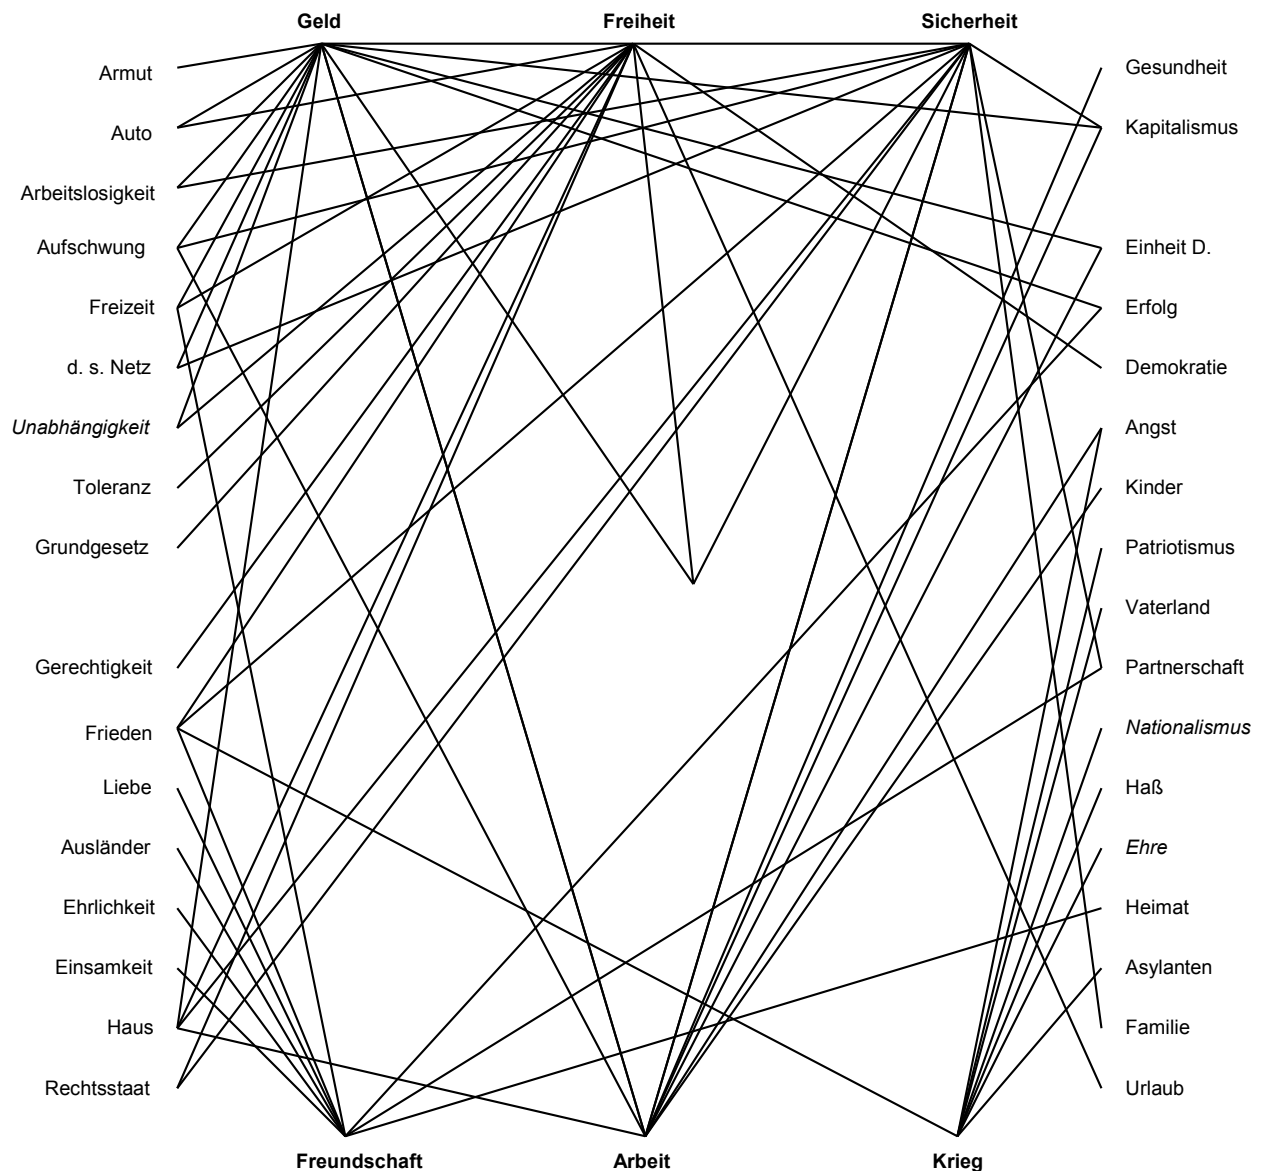 Geld Freiheit Sicherheit
Armut Gesundheit
Auto Kapitalismus
Arbeitslosigkeit
Aufschwung Einheit D.
Freizeit Erfolg
d. s. Netz Demokratie
Unabhängigkeit Angst
Toleranz Kinder
Grundgesetz Patriotismus
Vaterland
Gerechtigkeit Partnerschaft
Frieden Nationalismus
Liebe Haß
Ausländer Ehre
Ehrlichkeit Heimat
Einsamkeit Asylanten
Haus Familie
Rechtsstaat Urlaub
Freundschaft Arbeit Krieg